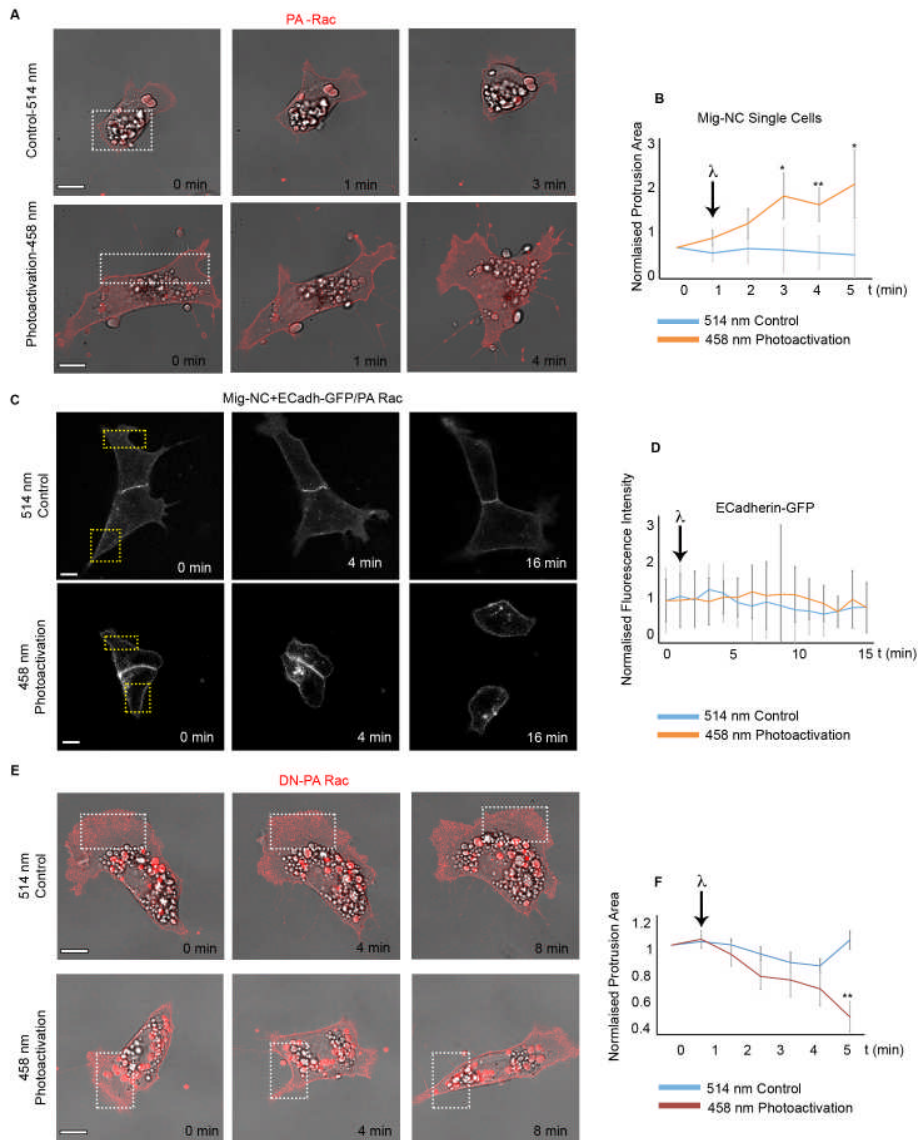 A
PA -Rac
Control-514 nm
0 min
1 min
3 min
Photoactivation-458 nm
0 min
1 min
4 min
B
Mig-NC Single Cells
Normlaised Protrusion Area
3
2
1
0
λ
*
**
*
0 1 2 3 4 5 t (min)
514 nm Control
458 nm Photoactivation
C
Mig-NC+ECadh-GFP/PA Rac
514 nm
Control
0 min
4 min
16 min
458 nm
Photoactivation
0 min
4 min
16 min
D
ECadherin-GFP
Normalised Fluorescence Intensity
3
2
1
0
λ
0 5 10 15 t (min)
514 nm Control
458 nm Photoactivation
E
DN-PA Rac
514 nm
Control
0 min
4 min
8 min
458 nm
Photoactivation
0 min
4 min
8 min
F
Normlaised Protrusion Area
1.2
1
0.8
0.6
0.4
λ
**
0 1 2 3 4 5 t (min)
514 nm Control
458 nm Photoactivation